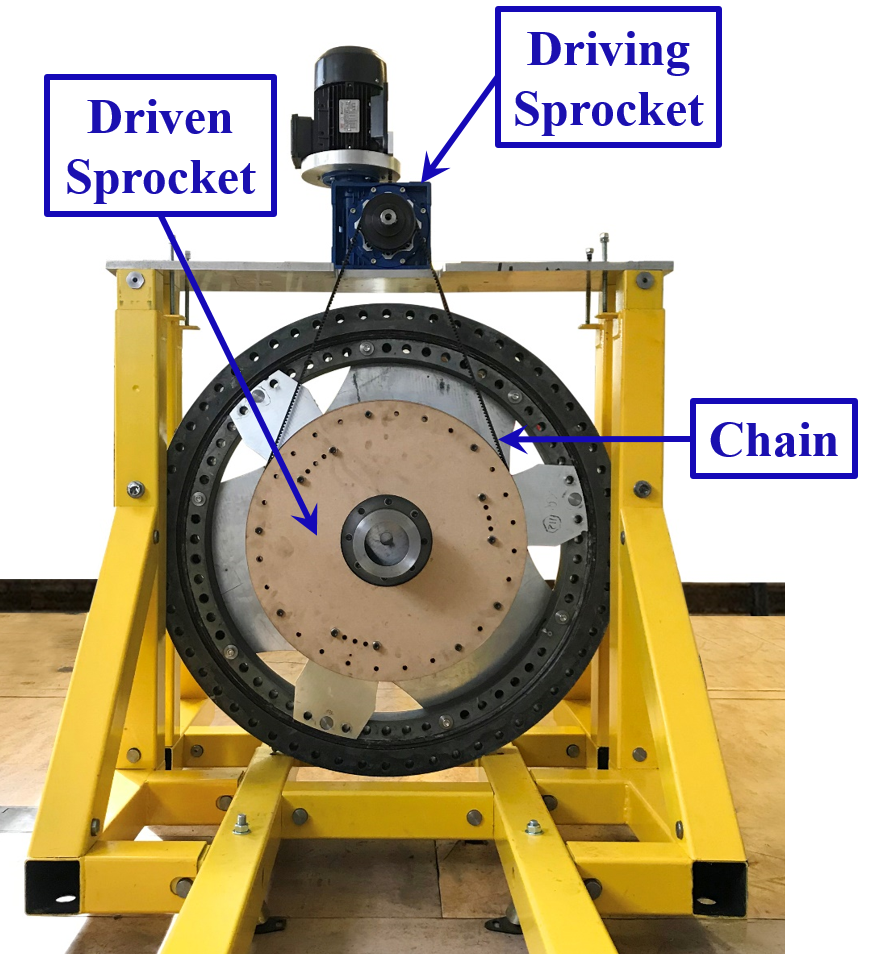 Driving
Sprocket
Driven
Sprocket
Chain